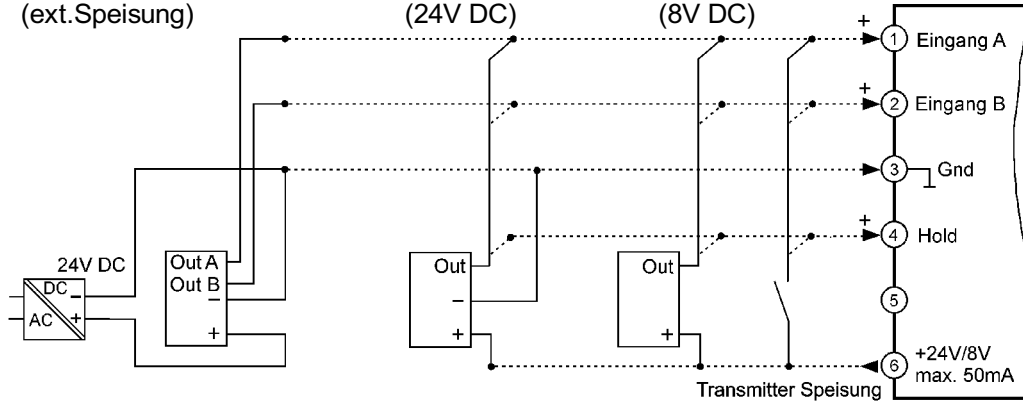 (ext.Speisung) (24V DC) (8V DC)
+ 1 Eingang A
+ 2 Eingang B
3 Gnd
+ 4 Hold
5
6 +24V/8V
max. 50mA
Transmitter Speisung
24V DC
DC −
AC +
Out A
Out B
−
+
Out
−
+
Out
+